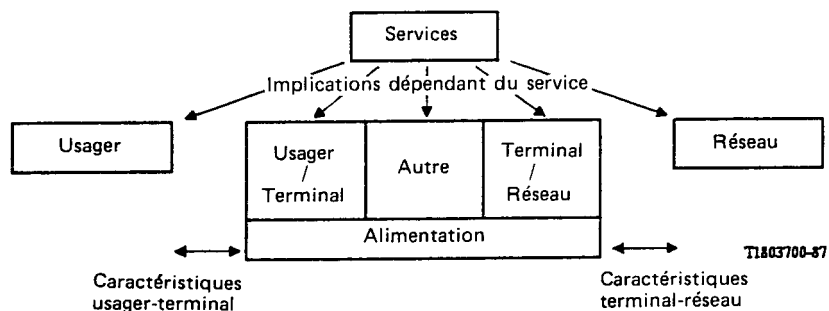 Services
Implications dépendant du service
Usager
Usager
/
Terminal
Autre
Terminal
/
Réseau
Réseau
Alimentation
T1803700-87
Caractéristiques
usager-terminal
Caractéristiques
terminal-réseau